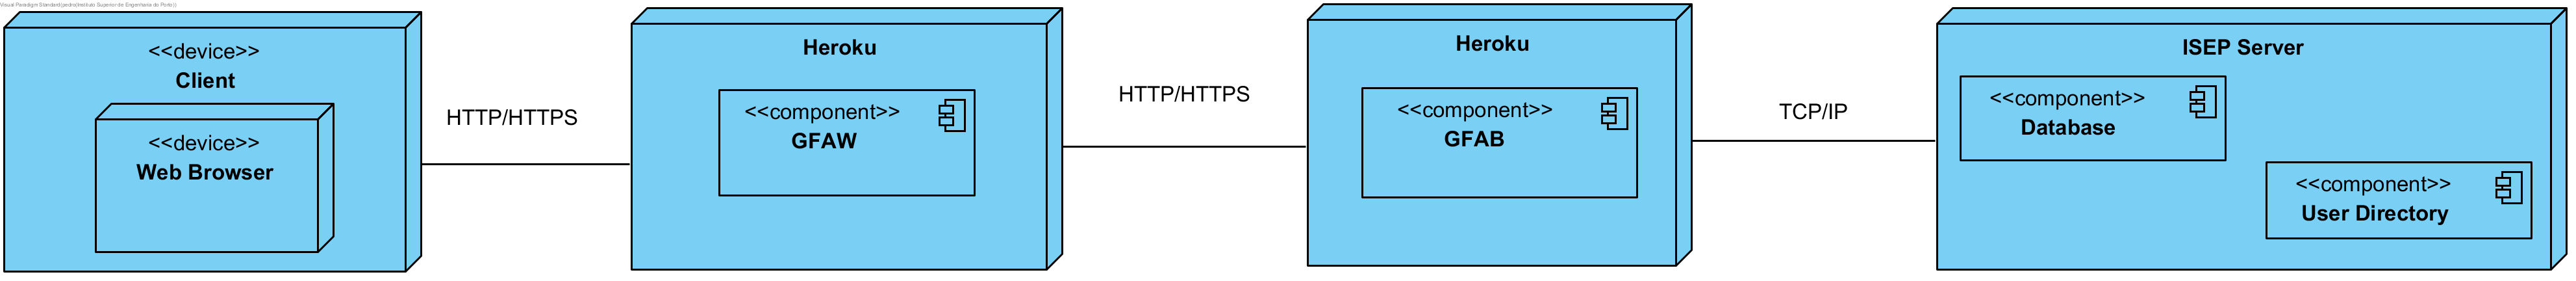 Visual Paradigm Standard(pedro(Instituto Superior de Engenharia do Porto))
<<device>>
Client
<<device>>
Web Browser
HTTP/HTTPS
Heroku
<<component>>
GFAW
HTTP/HTTPS
Heroku
<<component>>
GFAB
TCP/IP
ISEP Server
<<component>>
Database
<<component>>
User Directory